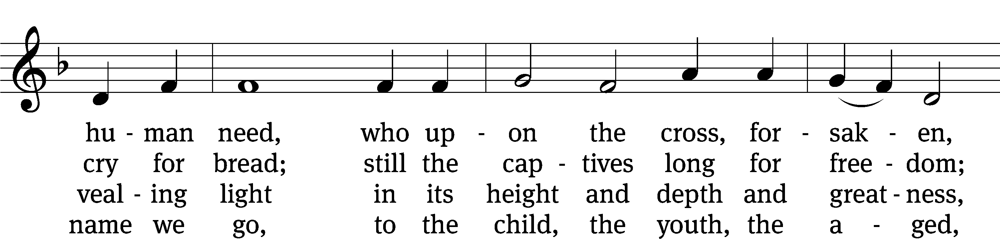 hu - man need, who up - on the cross, for - sak - en,
cry for bread; still the cap - tives long for free - dom;
veal - ing light in its height and depth and great - ness,
name we go, to the child, the youth, the a - ged,